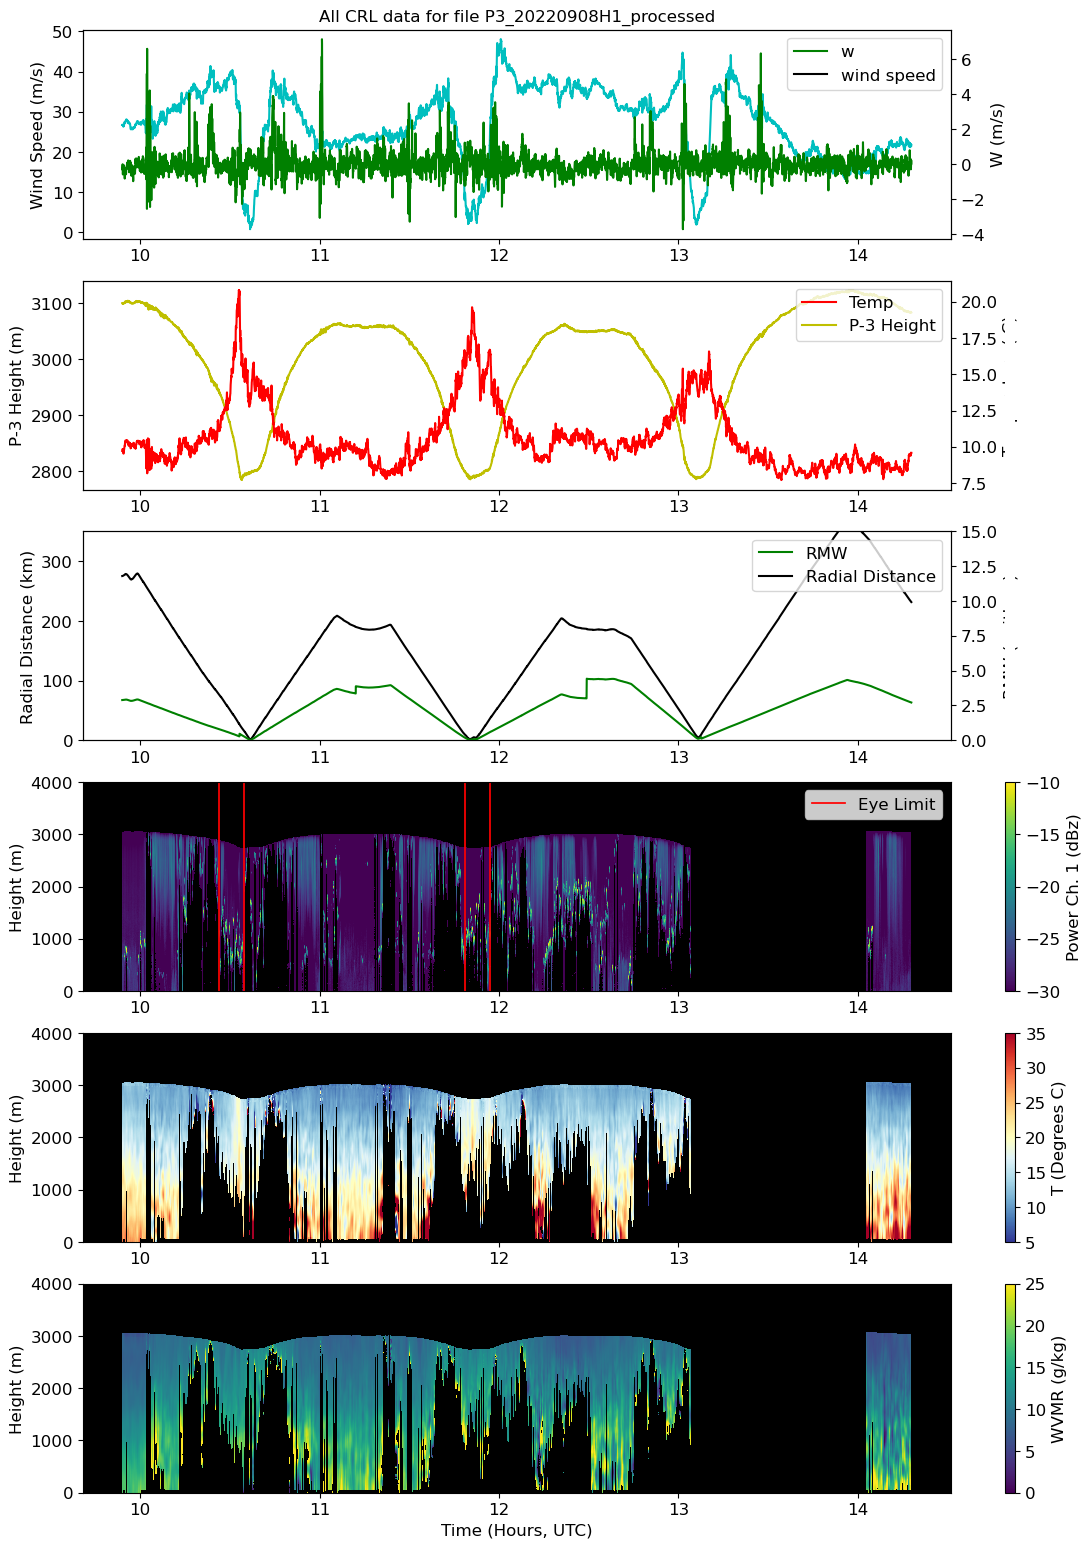 All CRL data for file P3_20220908H1_processed
Wind Speed (m/s)
50
40
30
20
10
0
w
wind speed
6
4
2
0
−2
−4
W (m/s)
10 11 12 13 14
P-3 Height (m)
3100
3000
2900
2800
Temp
P-3 Height
20.0
17.5
15.0
12.5
10.0
7.5
10 11 12 13 14
Radial Distance (km)
300
200
100
0
RMW
Radial Distance
15.0
12.5
10.0
7.5
5.0
2.5
0.0
10 11 12 13 14
Height (m)
4000
3000
2000
1000
0
Eye Limit
−10
−15
−20
−25
−30
Power Ch. 1 (dBz)
10 11 12 13 14
Height (m)
4000
3000
2000
1000
0
35
30
25
20
15
10
5
T (Degrees C)
10 11 12 13 14
Height (m)
4000
3000
2000
1000
0
25
20
15
10
5
0
WVMR (g/kg)
10 11 12 13 14
Time (Hours, UTC)